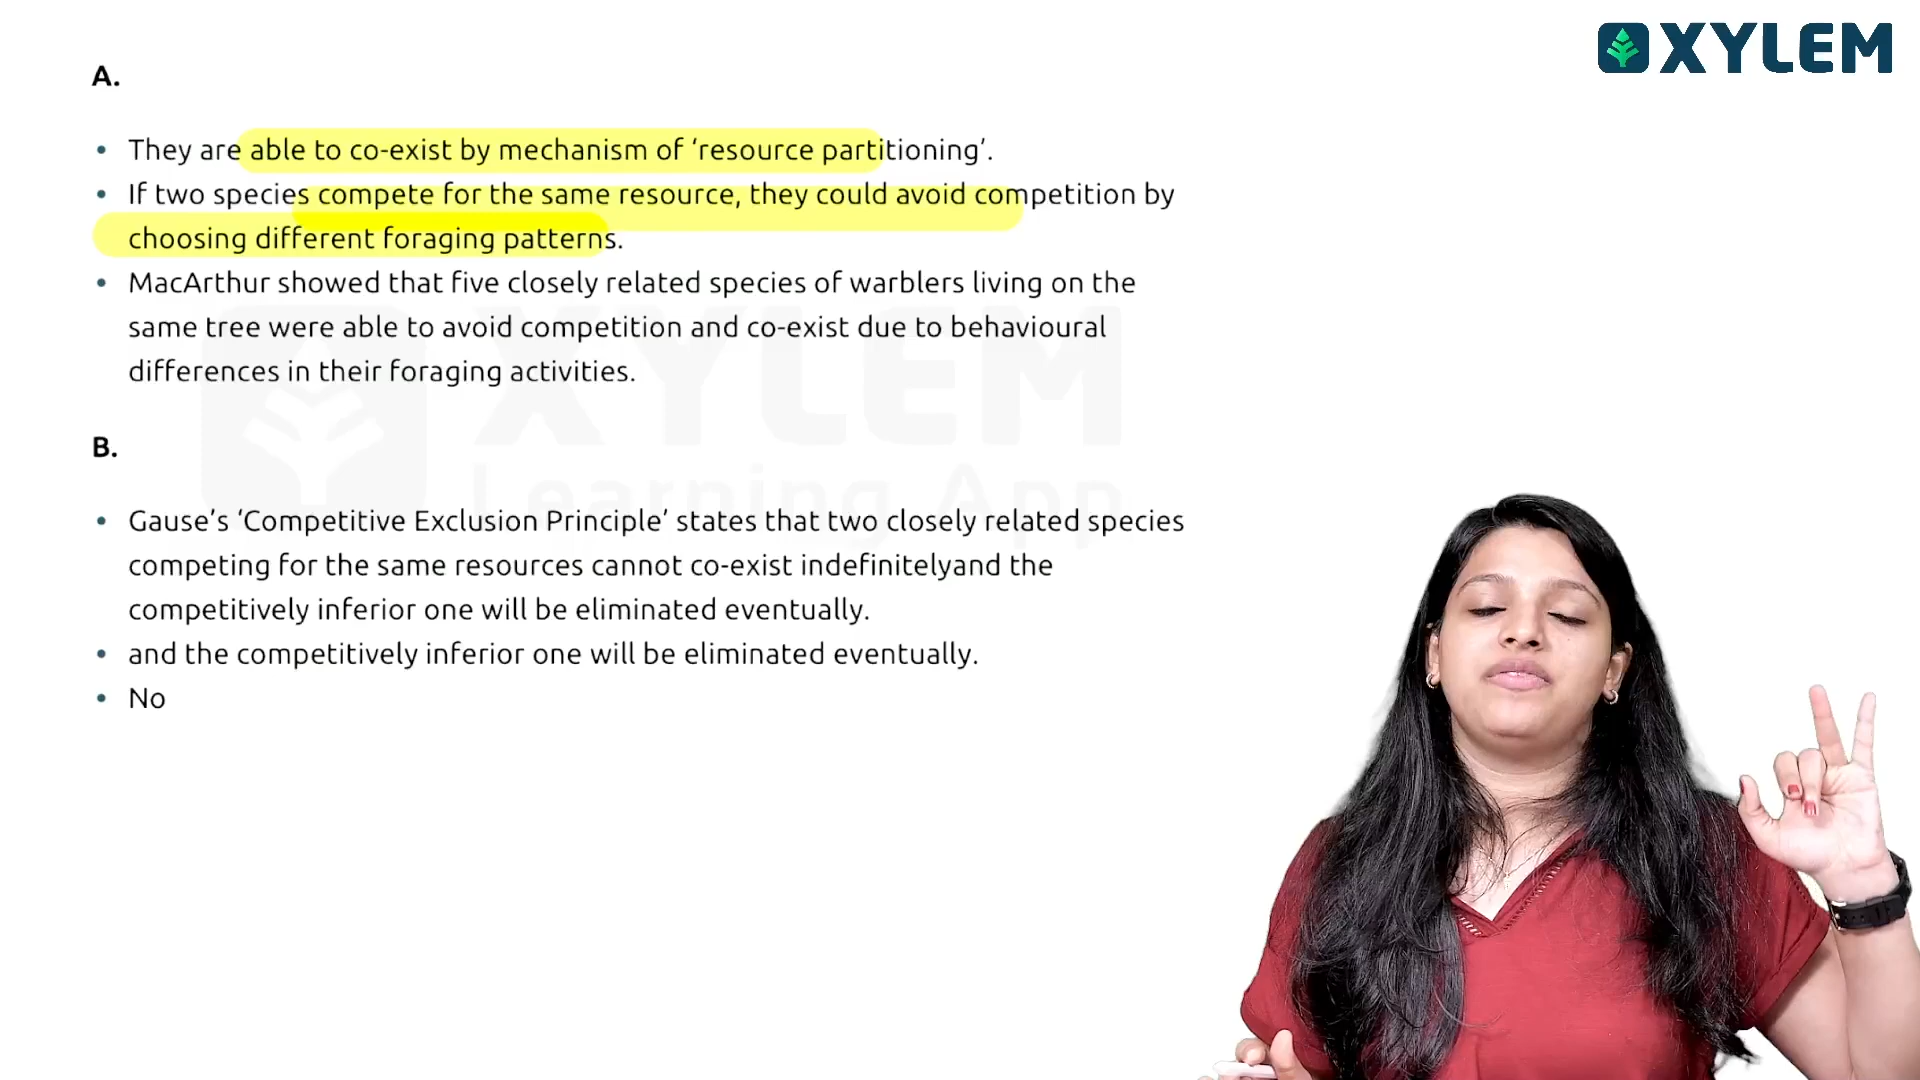 XYLEM
A.
• They are able to co-exist by mechanism of ‘resource partitioning’.
• If two species compete for the same resource, they could avoid competition by
choosing different foraging patterns.
• MacArthur showed that five closely related species of warblers living on the
same tree were able to avoid competition and co-exist due to behavioural
differences in their foraging activities.
XYLEM
Learning App
B.
• Gause’s ‘Competitive Exclusion Principle’ states that two closely related species
competing for the same resources cannot co-exist indefinitelyand the
competitively inferior one will be eliminated eventually.
• and the competitively inferior one will be eliminated eventually.
• No